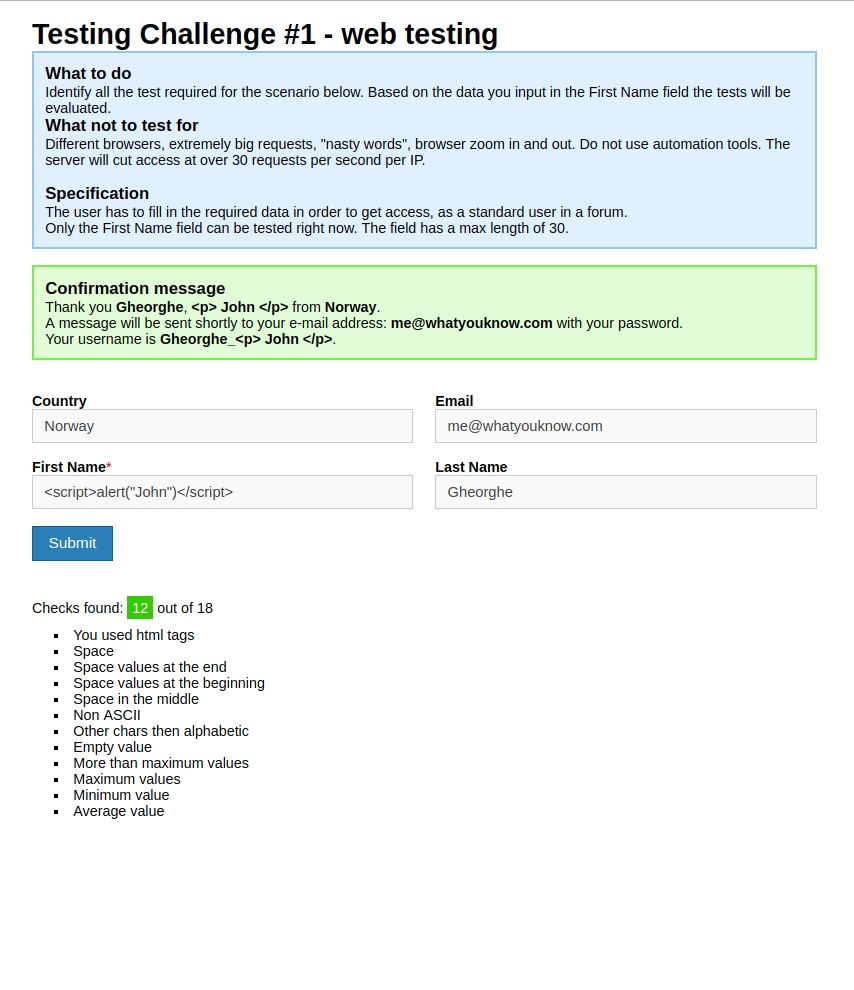 Testing Challenge #1 - web testing
What to do
Identify all the test required for the scenario below. Based on the data you input in the First Name field the tests will be
evaluated.
What not to test for
Different browsers, extremely big requests, "nasty words", browser zoom in and out. Do not use automation tools. The
server will cut access at over 30 requests per second per IP.
Specification
The user has to fill in the required data in order to get access, as a standard user in a forum.
Only the First Name field can be tested right now. The field has a max length of 30.
Confirmation message
Thank you Gheorghe, <p> John </p> from Norway.
A message will be sent shortly to your e-mail address: me@whatyouknow.com with your password.
Your username is Gheorghe_<p> John </p>.
Country Email
Norway me@whatyouknow.com
First Name* Last Name
<script>alert("John")</script> Gheorghe
Submit
Checks found: 12 out of 18
You used html tags
Space
Space values at the end
Space values at the beginning
Space in the middle
Non ASCII
Other chars then alphabetic
Empty value
More than maximum values
Maximum values
Minimum value
Average value